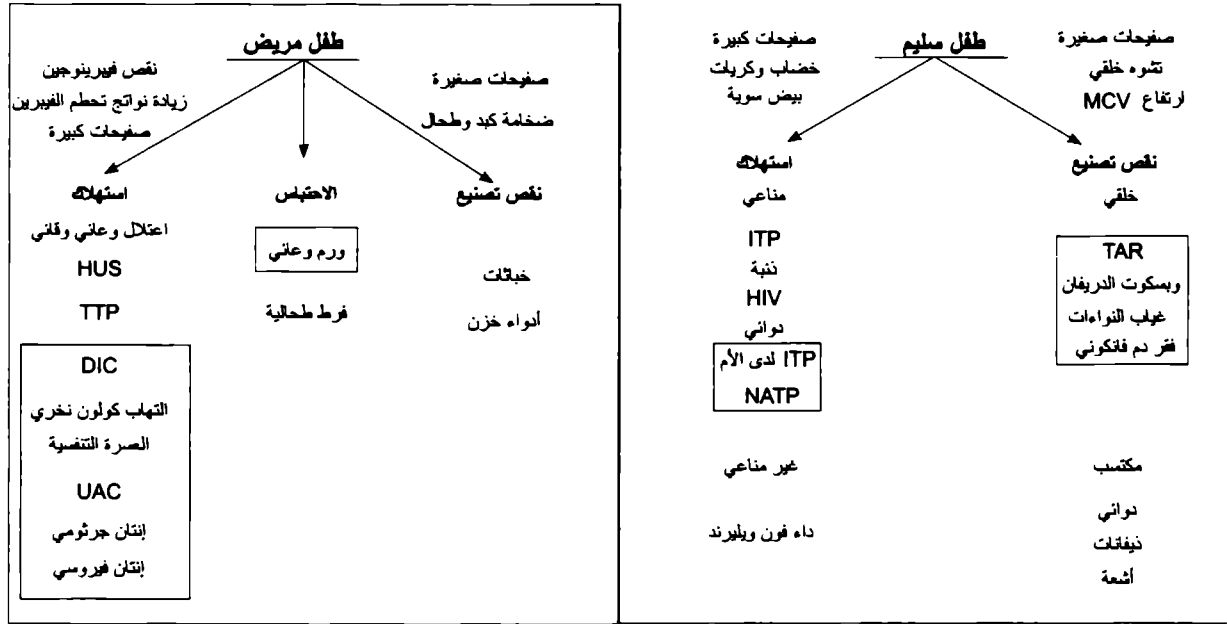 طفل سليم
صفيحات صغيرة
تشوه خلقي
ارتفاع MCV
صفيحات كبيرة
خضاب وكريات
بيض سوية
نقص تصنيع
خلقي
TAR
وبسكوت الدريفان
غياب النواءات
فقر دم فانكوني
مكتسب
دوائي
ذيفانات
أشعة
استهلاك
مناعي
ITP
ذئبة
HIV
دوائي
ITP لدى الأم
NATP
غير مناعي
داء فون ويليبرند
طفل مريض
صفيحات صغيرة
ضخامة كبد وطحال
نقص فيبرينوجين
زيادة نواتج تحطم الفيبرين
صفيحات كبيرة
نقص تصنيع
خباثات
أدواء خزن
الاحتباس
ورم وعائي
فرط طحالية
استهلاك
اعتلال وعائي وقائي
HUS
TTP
DIC
التهاب كولون نخري
العسرة التنفسية
UAC
إنتان جرثومي
إنتان فيروسي